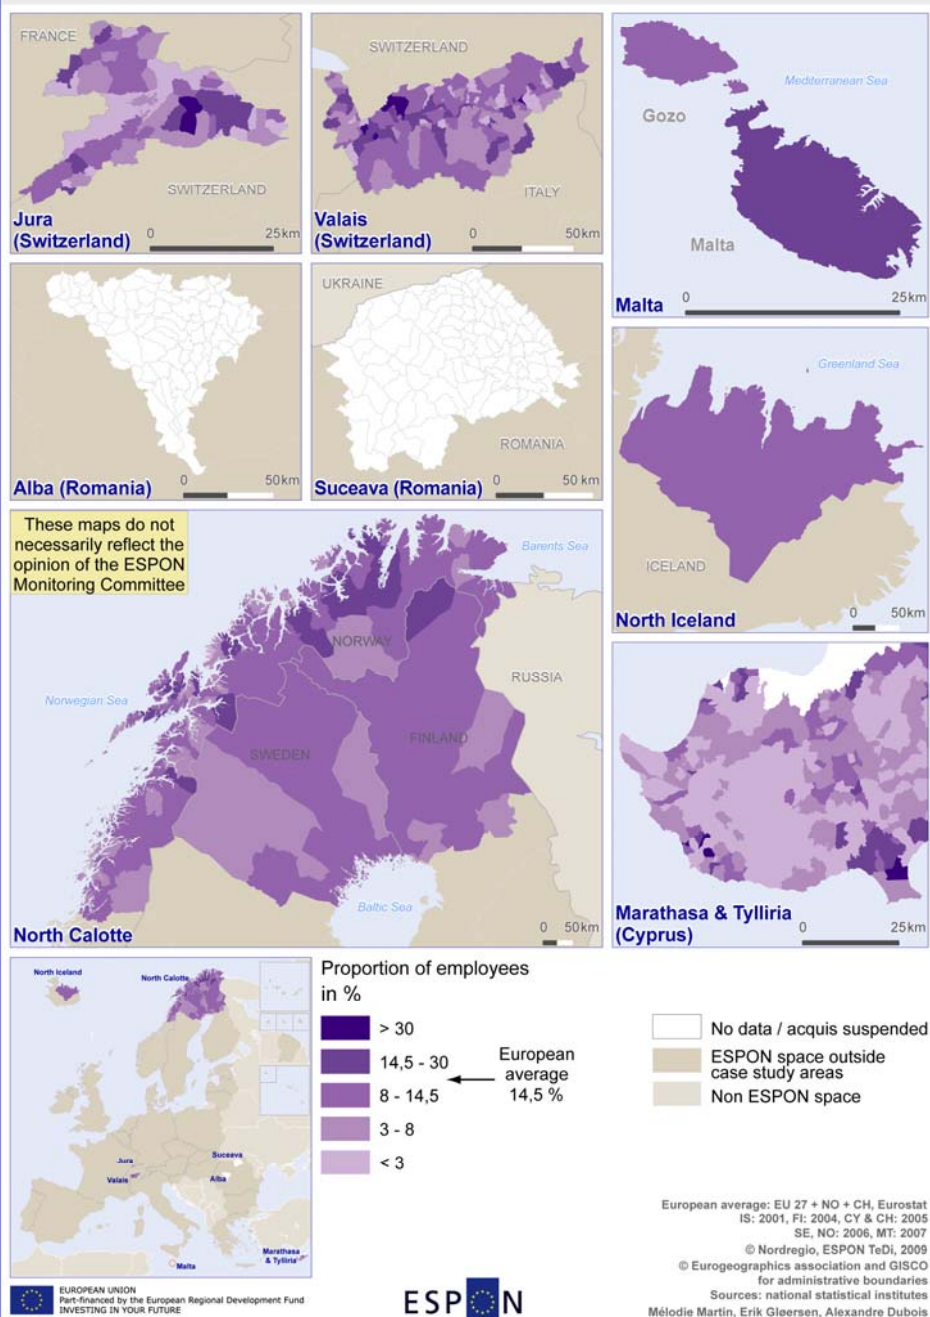 FRANCE
SWITZERLAND
Jura
(Switzerland)
0 25km
SWITZERLAND
ITALY
Valais
(Switzerland)
0 50km
Mediterranean Sea
Gozo
Malta
Malta
0 25km
Alba (Romania)
0 50km
UKRAINE
ROMANIA
Suceava (Romania)
0 50 km
Greenland Sea
ICELAND
North Iceland
0 50km
These maps do not
necessarily reflect the
opinion of the ESPON
Monitoring Committee
Barents Sea
NORWAY
RUSSIA
Norwegian Sea
SWEDEN
FINLAND
Baltic Sea
North Calotte
0 50km
Marathasa & Tylliria
(Cyprus)
0 25km
North Iceland
North Calotte
Jura
Valais
Suceava
Alba
Malta
Marathasa
& Tylliria
Proportion of employees
in %
> 30
14,5 - 30
8 - 14,5
3 - 8
< 3
European
average
14,5 %
No data / acquis suspended
ESPON space outside
case study areas
Non ESPON space
European average: EU 27 + NO + CH, Eurostat
IS: 2001, FI: 2004, CY & CH: 2005
SE, NO: 2006, MT: 2007
© Nordregio, ESPON TeDi, 2009
© Eurogeographics association and GISCO
for administrative boundaries
Sources: national statistical institutes
Mélodie Martin, Erik Gløersen, Alexandre Dubois
EUROPEAN UNION
Part-financed by the European Regional Development Fund
INVESTING IN YOUR FUTURE
ESPON